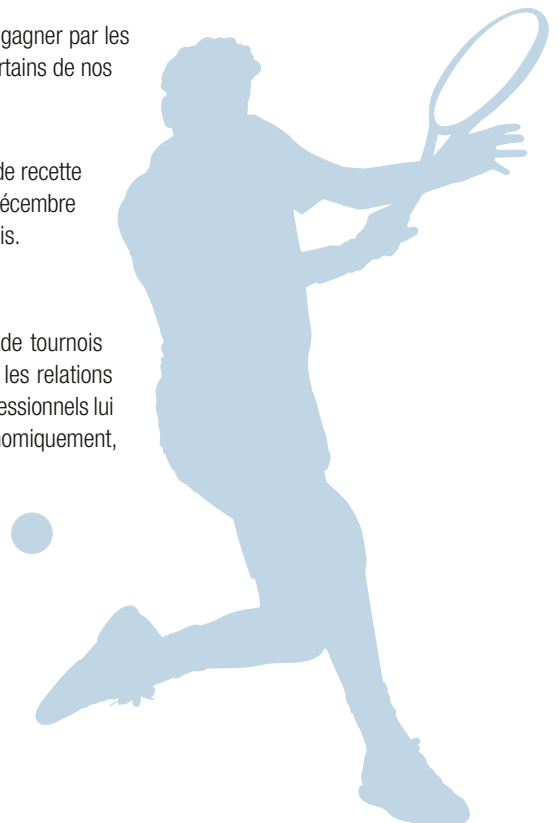 gagner par les
rtains de nos
de recette
écembre
is.
de tournois
les relations
essionnels lui
nomiquement,